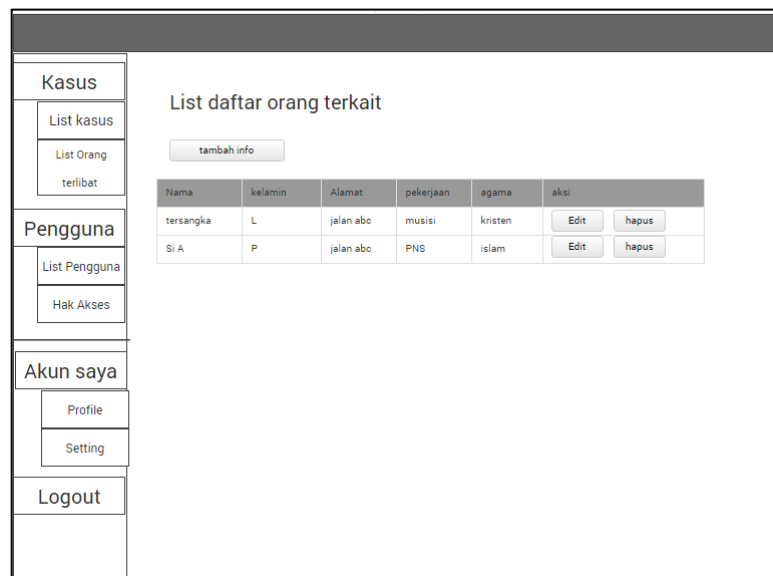 Kasus
List kasus
List Orang
terlibat
Pengguna
List Pengguna
Hak Akses
Akun saya
Profile
Setting
Logout
List daftar orang terkait
tambah info
Nama kelamin Alamat pekerjaan agama aksi
tersangka L jalan abc musisi kristen Edit hapus
Si A P jalan abc PNS islam Edit hapus